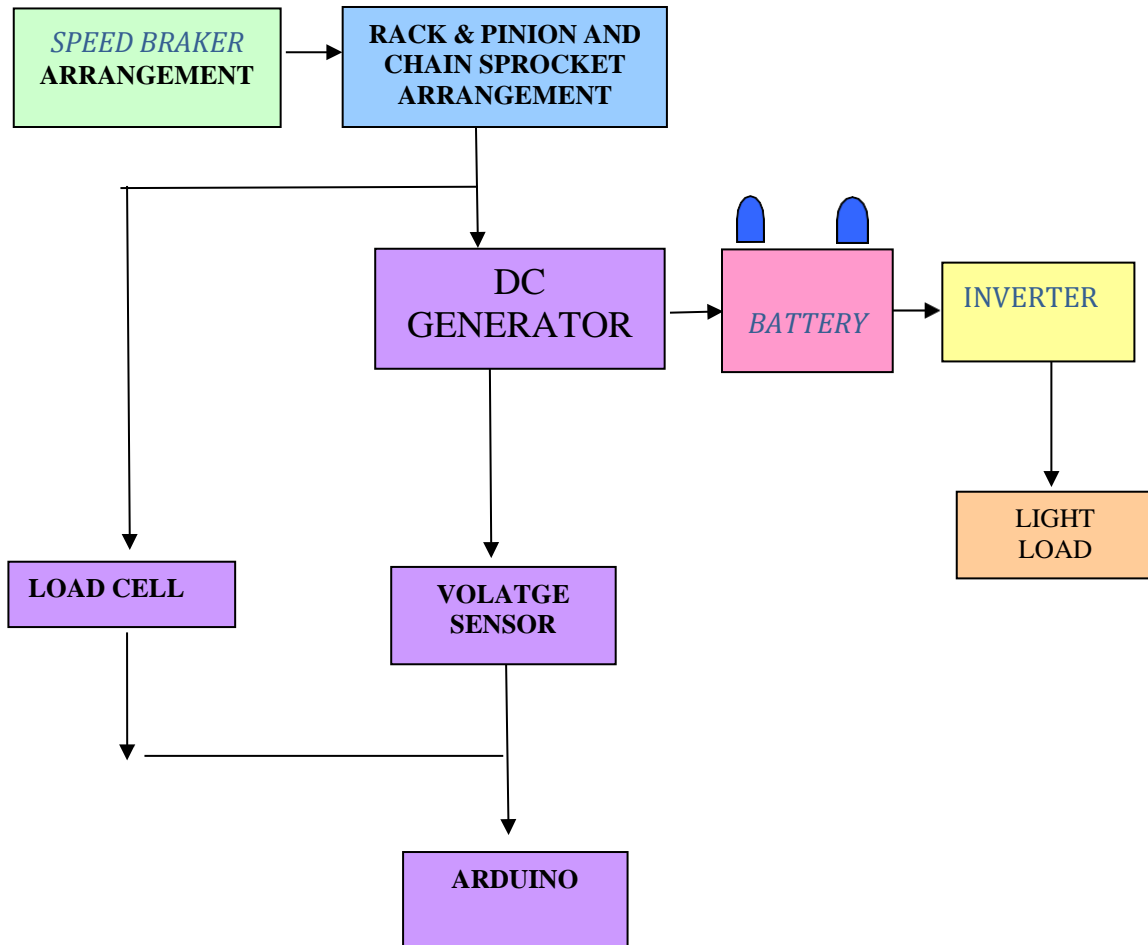 SPEED BRAKER
ARRANGEMENT
RACK & PINION AND
CHAIN SPROCKET
ARRANGEMENT
DC
GENERATOR
BATTERY
INVERTER
LIGHT
LOAD
LOAD CELL
VOLATGE
SENSOR
ARDUINO